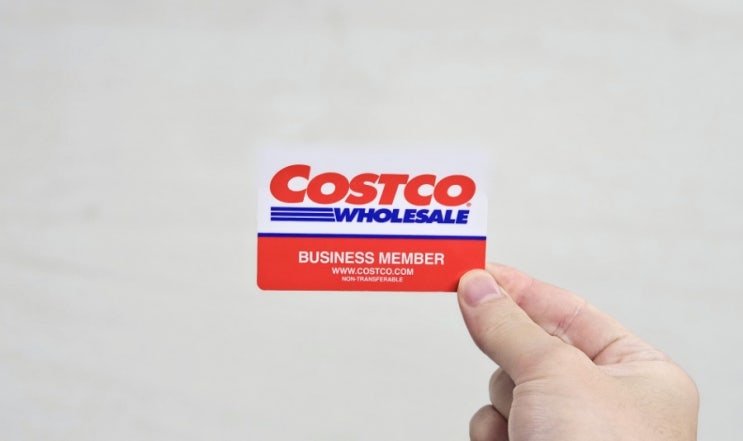 COSTCO
WHOLESALE
BUSINESS MEMBER
WWW.COSTCO.COM
NON-TRANSFERABLE